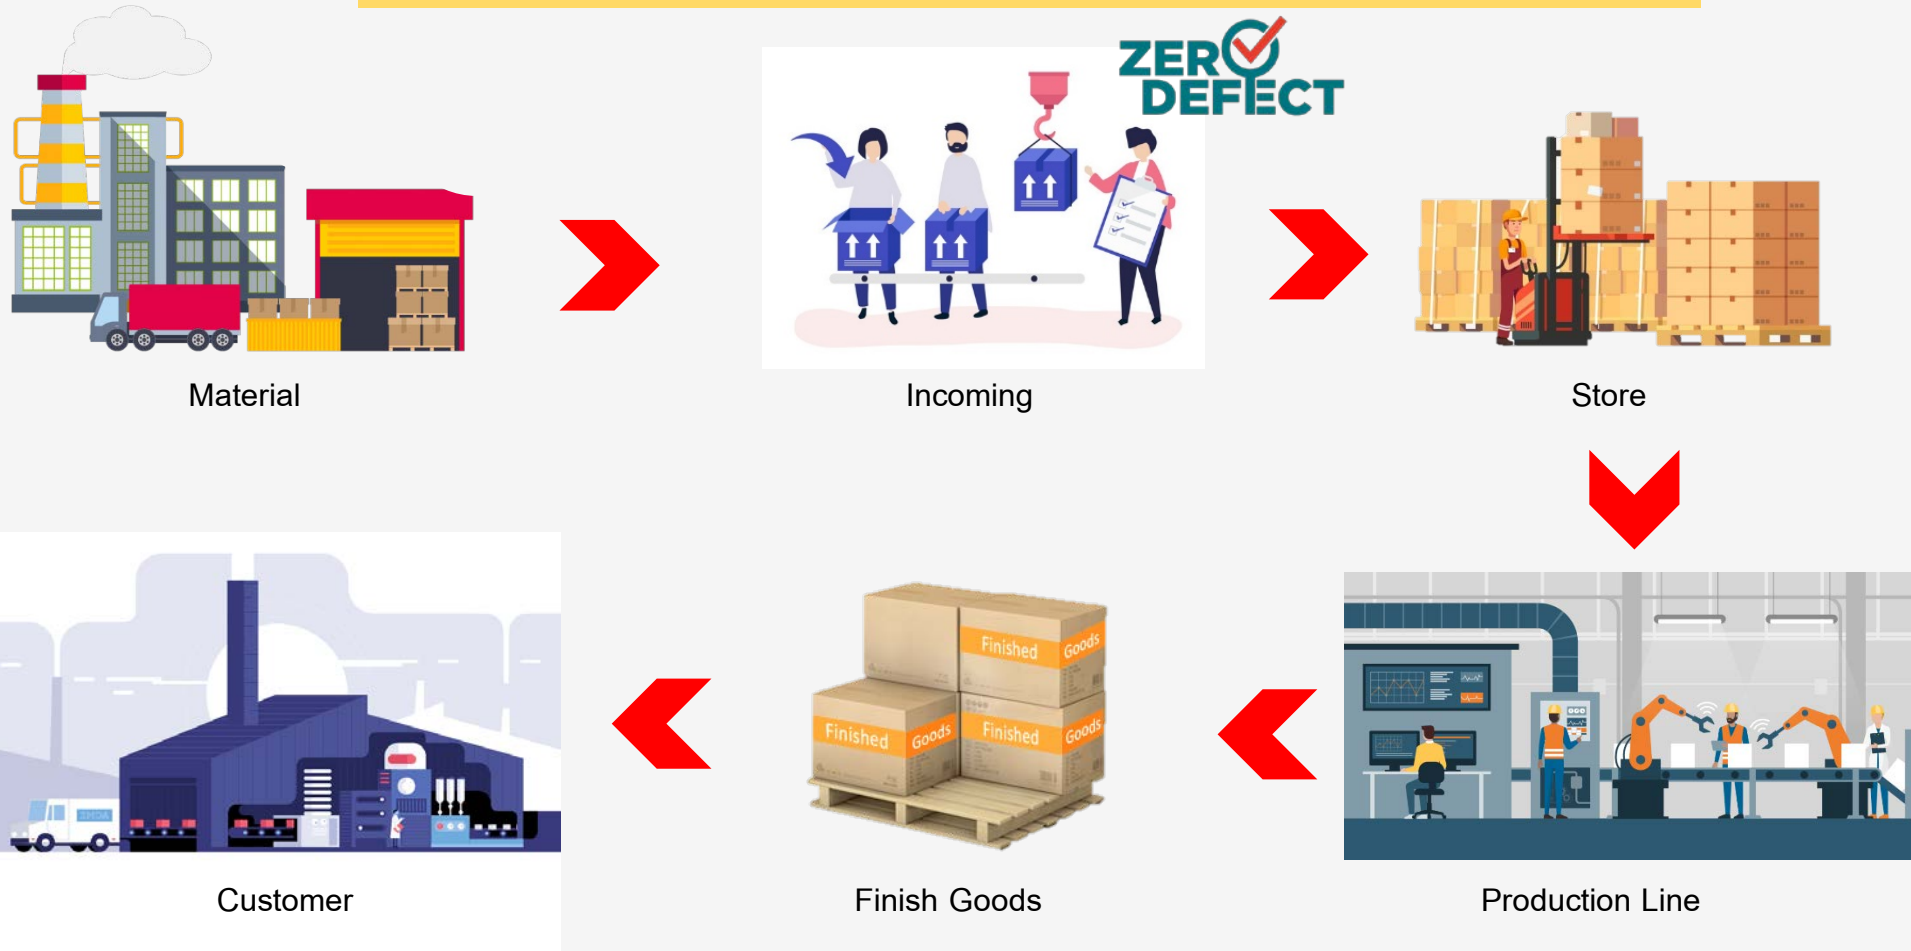 ZERO
DEFECT
Material
Incoming
Store
Finished
Goods
Finished
Goods
Finished
Goods
Customer
Finish Goods
Production Line